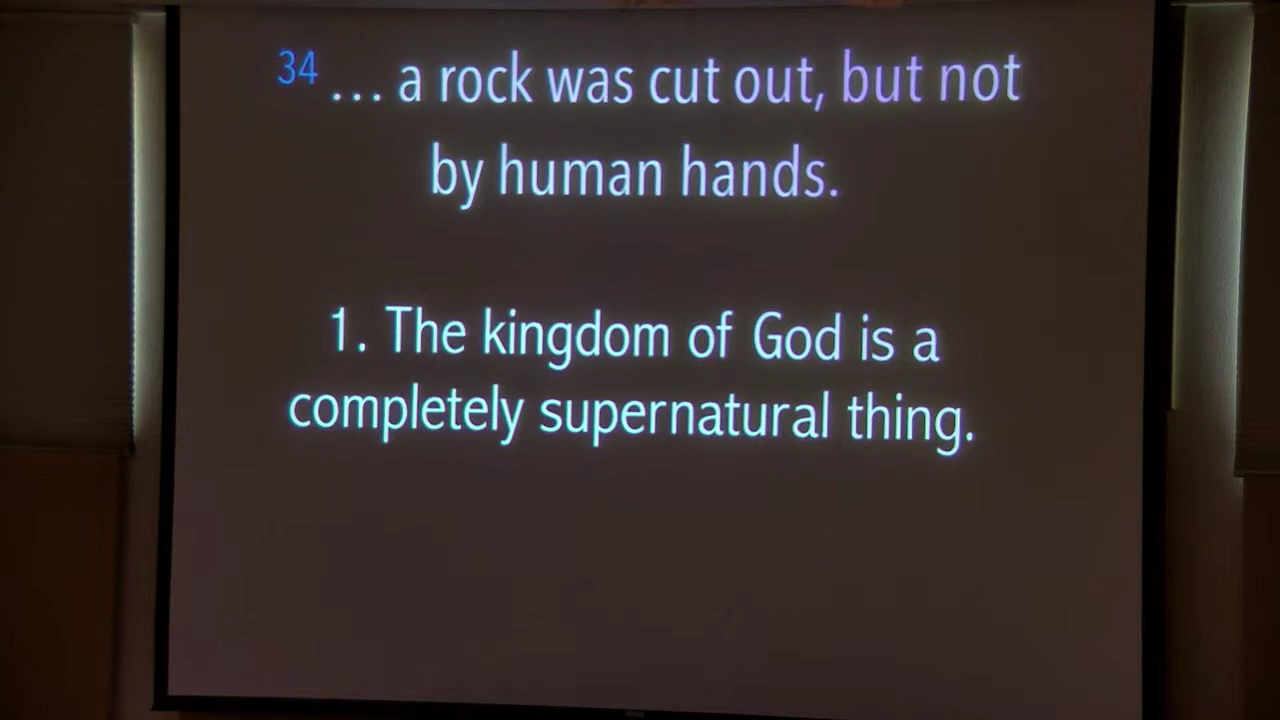 34 ... a rock was cut out, but not
by human hands.
1. The kingdom of God is a
completely supernatural thing.